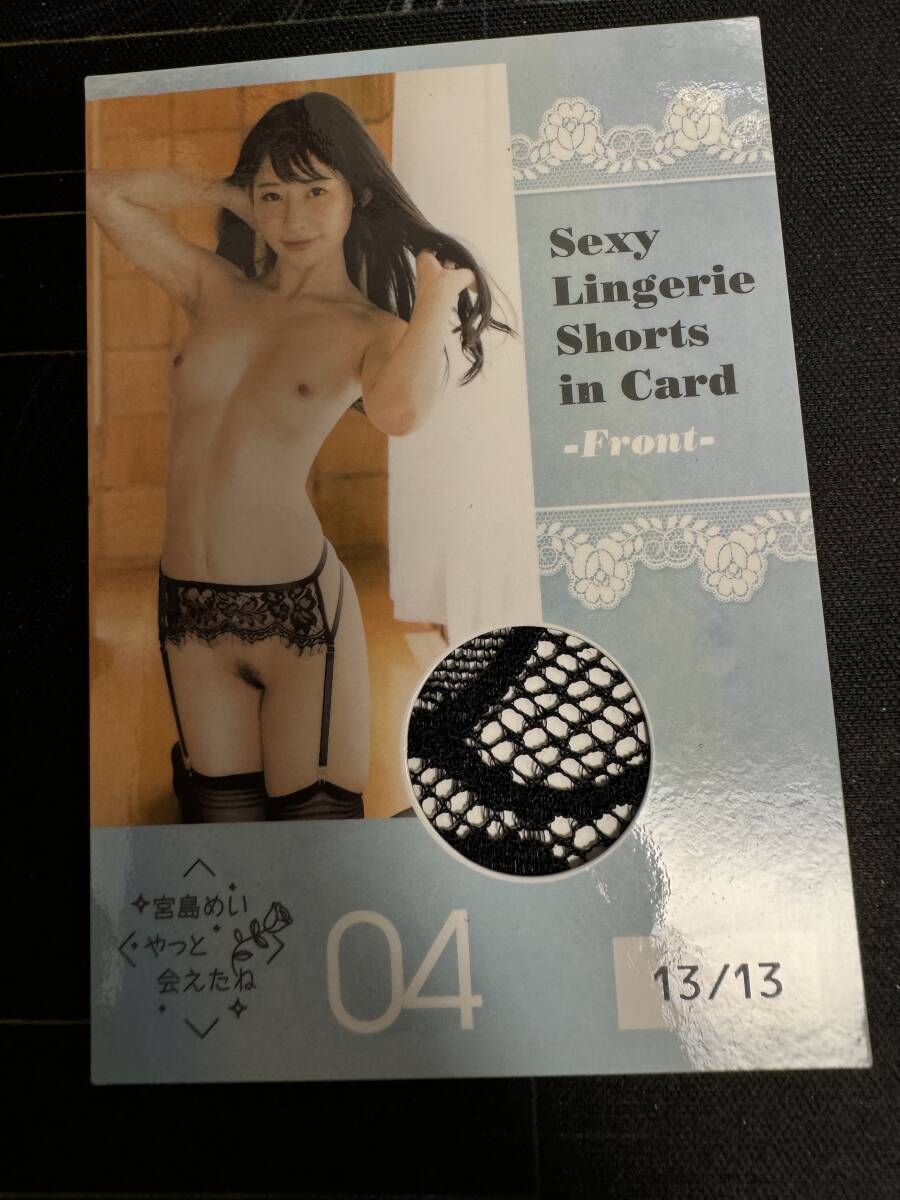 Sexy
Lingerie
Shorts
in Card
-Front-
宮島めい
やっと
会えたね
04
13/13